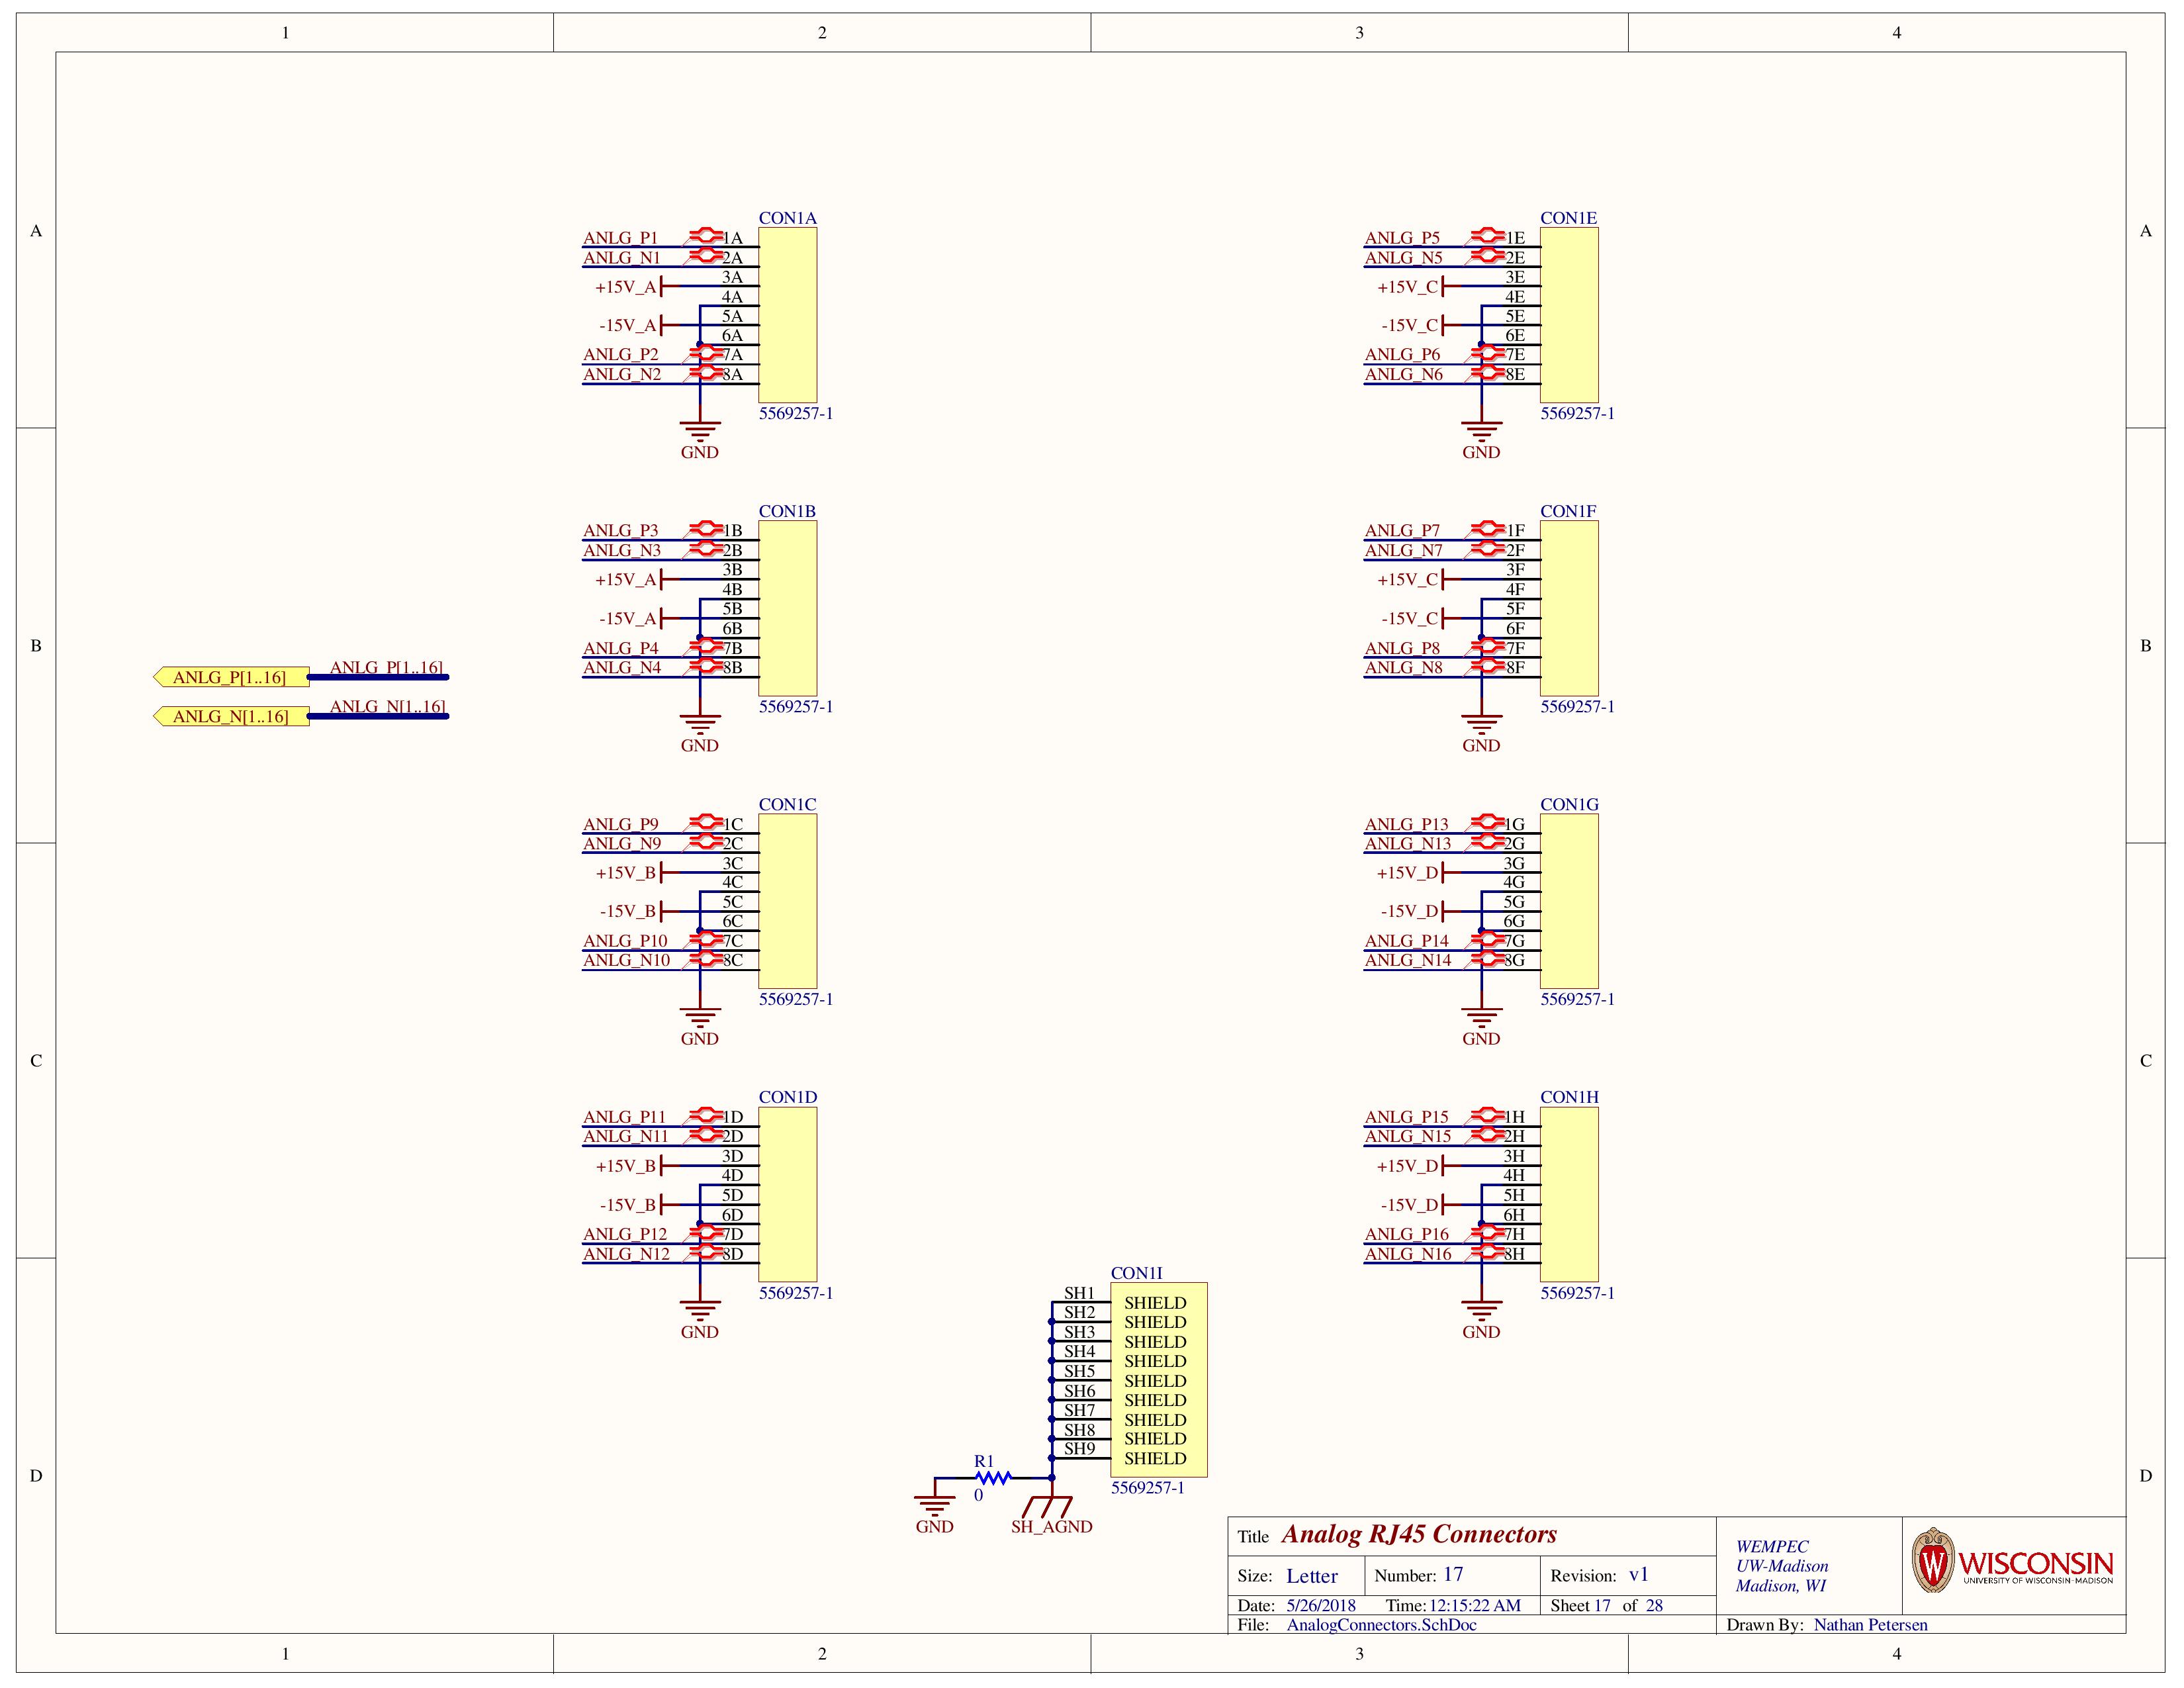 1 2 3 4
A A
B B
C C
D D
CON1A
ANLG_P1 1A
ANLG_N1 2A
+15V_A 3A
4A
-15V_A 5A
6A
ANLG_P2 7A
ANLG_N2 8A
5569257-1
GND
CON1E
ANLG_P5 1E
ANLG_N5 2E
+15V_C 3E
4E
-15V_C 5E
6E
ANLG_P6 7E
ANLG_N6 8E
5569257-1
GND
CON1B
ANLG_P3 1B
ANLG_N3 2B
+15V_A 3B
4B
-15V_A 5B
6B
ANLG_P4 7B
ANLG_N4 8B
5569257-1
GND
CON1F
ANLG_P7 1F
ANLG_N7 2F
+15V_C 3F
4F
-15V_C 5F
6F
ANLG_P8 7F
ANLG_N8 8F
5569257-1
GND
ANLG_P[1..16] ANLG_P[1..16]
ANLG_N[1..16] ANLG_N[1..16]
CON1C
ANLG_P9 1C
ANLG_N9 2C
+15V_B 3C
4C
-15V_B 5C
6C
ANLG_P10 7C
ANLG_N10 8C
5569257-1
GND
CON1G
ANLG_P13 1G
ANLG_N13 2G
+15V_D 3G
4G
-15V_D 5G
6G
ANLG_P14 7G
ANLG_N14 8G
5569257-1
GND
CON1D
ANLG_P11 1D
ANLG_N11 2D
+15V_B 3D
4D
-15V_B 5D
6D
ANLG_P12 7D
ANLG_N12 8D
5569257-1
GND
CON1H
ANLG_P15 1H
ANLG_N15 2H
+15V_D 3H
4H
-15V_D 5H
6H
ANLG_P16 7H
ANLG_N16 8H
5569257-1
GND
CON1I
SH1 SHIELD
SH2 SHIELD
SH3 SHIELD
SH4 SHIELD
SH5 SHIELD
SH6 SHIELD
SH7 SHIELD
SH8 SHIELD
SH9 SHIELD
5569257-1
R1
0
GND SH_AGND
Title Analog RJ45 Connectors
Size: Letter Number: 17 Revision: v1
Date: 5/26/2018 Time: 12:15:22 AM Sheet 17 of 28
File: AnalogConnectors.SchDoc
WEMPEC
UW-Madison
Madison, WI
W WISCONSIN
UNIVERSITY OF WISCONSIN-MADISON
Drawn By: Nathan Petersen
1 2 3 4